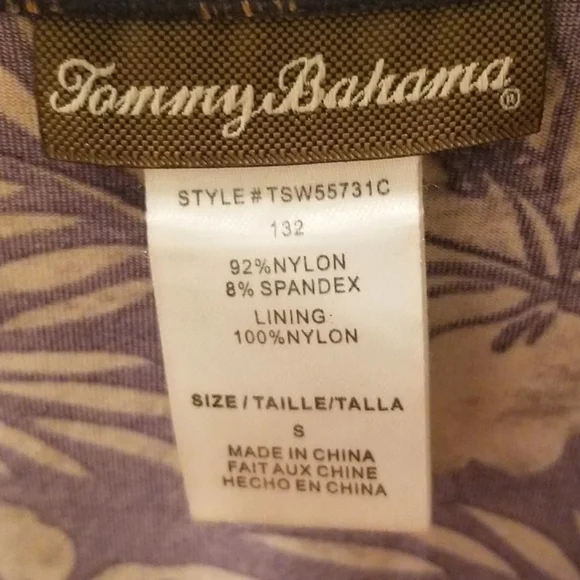 Tommy Bahama®
STYLE # TSW55731C
132
92%NYLON
8% SPANDEX
LINING:
100%NYLON
SIZE/TAILLE/TALLA
S
MADE IN CHINA
FAIT AUX CHINE
HECHO EN CHINA